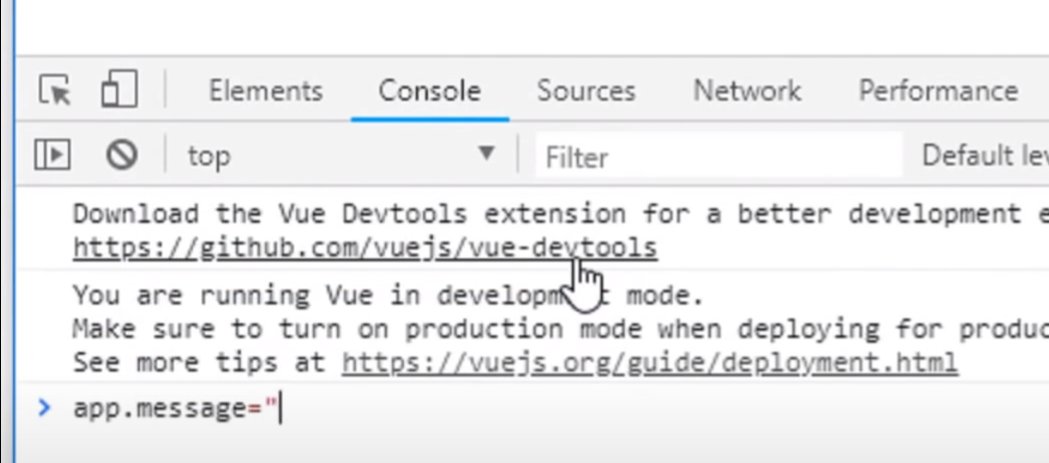 Elements Console Sources Network Performance
top ▼ Filter Default lev
Download the Vue Devtools extension for a better development e
https://github.com/vuejs/vue-devtools
You are running Vue in development mode.
Make sure to turn on production mode when deploying for produc
See more tips at https://vuejs.org/guide/deployment.html
> app.message="